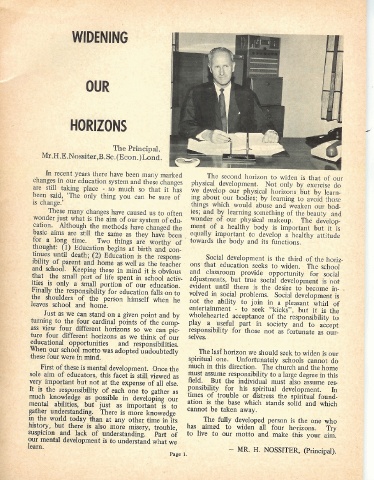 WIDENING
OUR
HORIZONS
The Principal.
Mr.H.E.Nossiter,B.Sc.(Econ.)Lond.
In recent years there have been many marked
changes in our education system and these changes
are still taking place - so much so that it has
been said, 'The only thing you can be sure of
is change.'
These many changes have caused us to often
wonder just what is the aim of our system of edu-
cation. Although the methods have changed the
basic aims are still the same as they have been
for a long time. Two things are worthy of
thought: (1) Education begins at birth and con-
tinues until death; (2) Education is the respons-
ibility of parent and home as well as the teacher
and school. Keeping these in mind it is obvious
that the small part of life spent in school activ-
ities is only a small portion of our education.
Finally the responsibility for education falls on to
the shoulders of the person himself when he
leaves school and home.
Just as we can stand on a given point and by
turning to the four cardinal points of the comp-
ass view four different horizons so we can pic-
ture four different horizons as we think of our
educational opportunities and responsibilities.
When our school motto was adopted undoubtedly
these four were in mind.
First of these is mental development. Once the
sole aim of educators, this facet is still viewed as
very important but not at the expense of all else.
It is the responsibility of each one to gather as
much knowledge as possible in developing our
mental abilities, but just as important is to
gather understanding. There is more knowledge
in the world today than at any other time in its
history, but there is also more misery, trouble,
suspicion and lack of understanding. Part of
our mental development is to understand what we
learn.
The second horizon to widen is that of our
physical development. Not only by exercise do
we develop our physical horizons but by learn-
ing about our bodies; by learning to avoid those
things which would abuse and weaken our bod-
ies; and by learning something of the beauty and
wonder of our physical makeup. The develop-
ment of a healthy body is important but it is
equally important to develop a healthy attitude
towards the body and its functions.
Social development is the third of the horiz-
ons that education seeks to widen. The school
and classroom provide opportunity for social
adjustments, but true social development is not
evident until there is the desire to become in-
volved in social problems. Social development is
not the ability to join in a pleasant whirl of
entertainment - to seek "kicks", but it is the
wholehearted acceptance of the responsibility to
play a useful part in society and to accept
responsibility for those not as fortunate as our-
selves.
The last horizon we should seek to widen is our
spiritual one. Unfortunately schools cannot do
much in this direction. The church and the home
must assume responsibility to a large degree in this
field. But the individual must also assume res-
ponsibility for his spiritual development. In
times of trouble or distress the spiritual found-
ation is the base which stands solid and which
cannot be taken away.
The fully developed person is the one who
has aimed to widen all four horizons. Try
to live to our motto and make this your aim.
– MR. H. NOSSITER, (Principal).
Page 1.